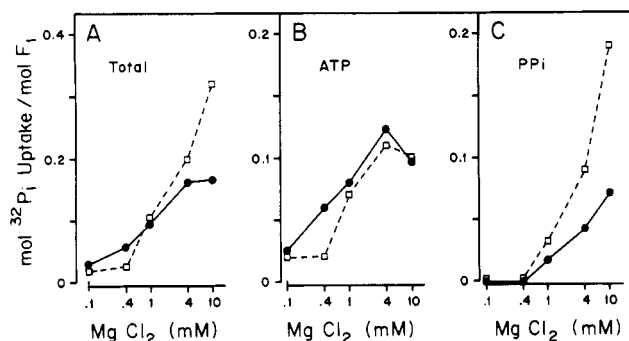 A
Total
B
ATP
C
PPi
mol ³²Pi Uptake / mol F₁
0.4
0.2
0
0.2
0.1
0
0.2
0.1
0
.1 .4 1 4 10
.1 .4 1 4 10
.1 .4 1 4 10
Mg Cl₂ (mM)
Mg Cl₂ (mM)
Mg Cl₂ (mM)